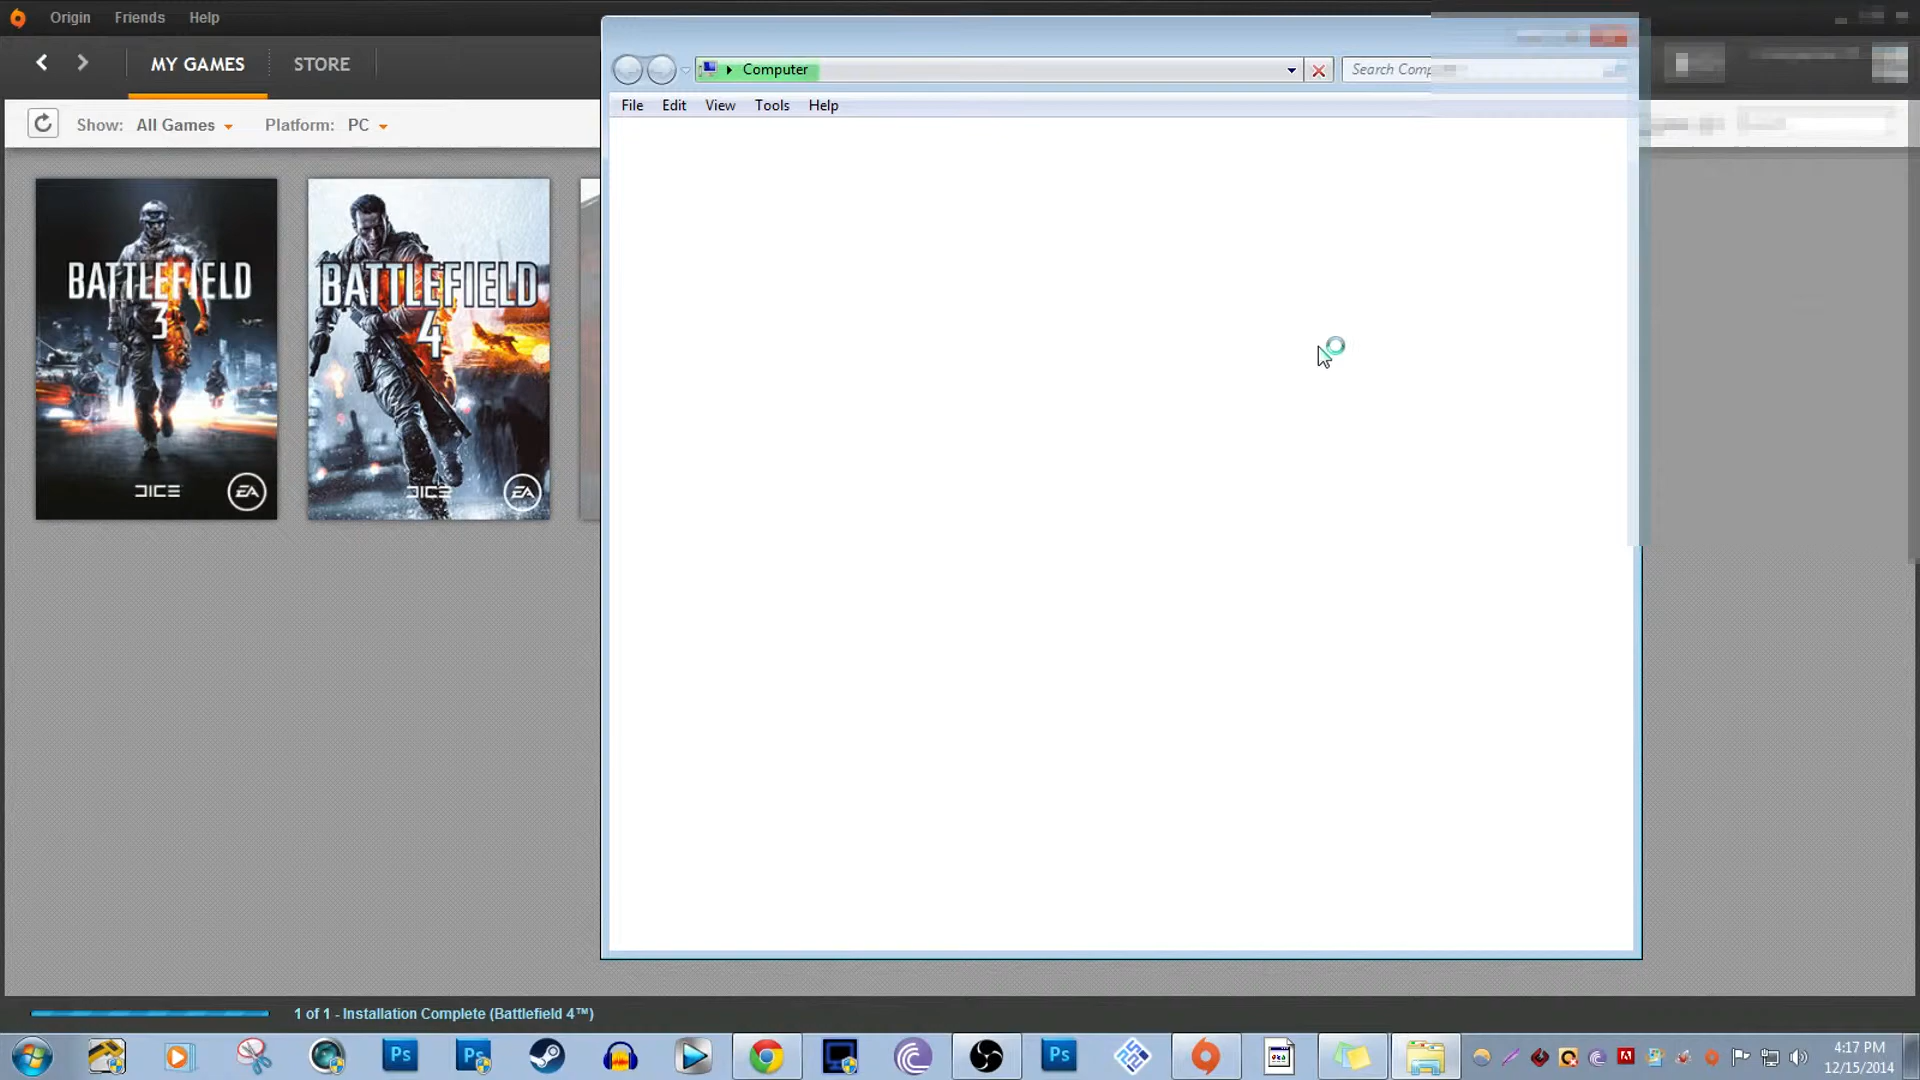 Origin Friends Help
MY GAMES STORE
Show: All Games Platform: PC
BATTLEFIELD
3
DICE EA
BATTLEFIELD
4
DICE EA
Computer
Search
File Edit View Tools Help
1 of 1 - Installation Complete (Battlefield 4™)
Ps Ps Ps
4:17 PM
12/15/2014